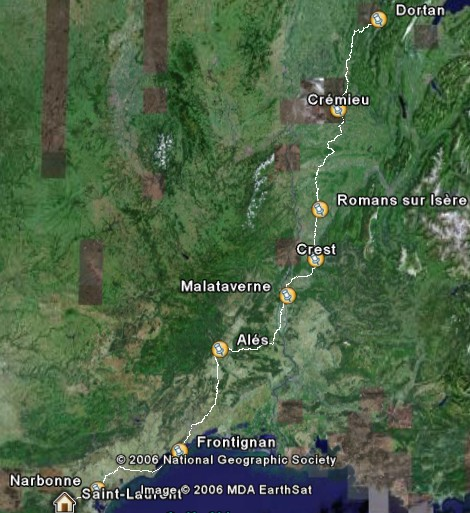 Dortan
Crémieu
Romans sur Isère
Crest
Malataverne
Alés
Frontignan
© 2006 National Geographic Society
Narbonne
Saint-Laurent
Image © 2006 MDA EarthSat